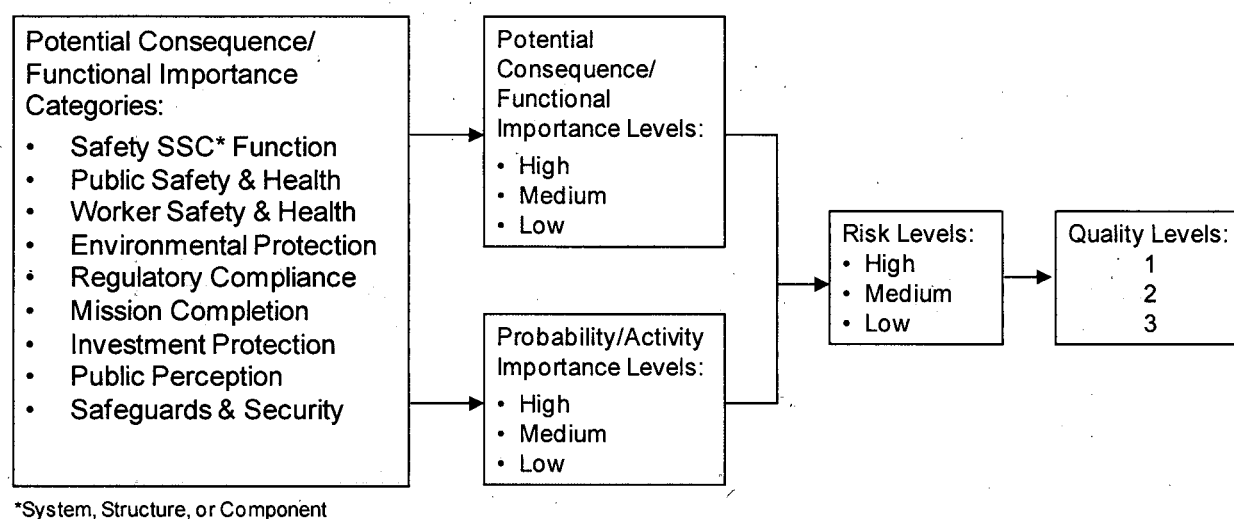 Potential Consequence/
Functional Importance
Categories:
• Safety SSC* Function
• Public Safety & Health
• Worker Safety & Health
• Environmental Protection
• Regulatory Compliance
• Mission Completion
• Investment Protection
• Public Perception
• Safeguards & Security
Potential
Consequence/
Functional
Importance Levels:
• High
• Medium
• Low
Probability/Activity
Importance Levels:
• High
• Medium
• Low
Risk Levels:
• High
• Medium
• Low
Quality Levels:
1
2
3
*System, Structure, or Component